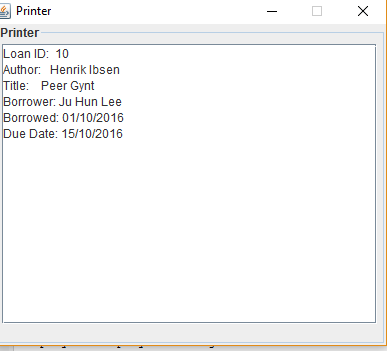 Printer
Printer
Loan ID:  10
Author:   Henrik Ibsen
Title:    Peer Gynt
Borrower: Ju Hun Lee
Borrowed: 01/10/2016
Due Date: 15/10/2016